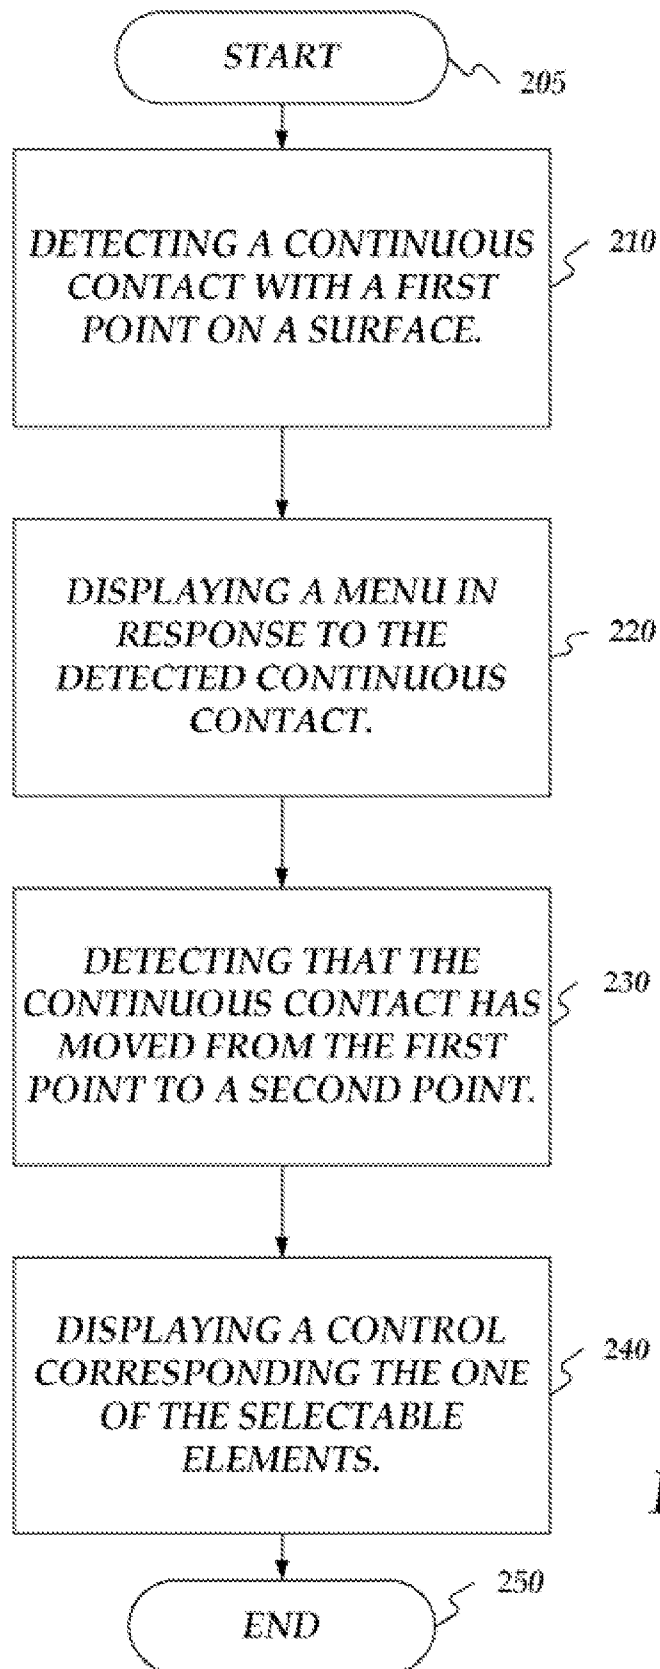 START
205
DETECTING A CONTINUOUS
CONTACT WITH A FIRST
POINT ON A SURFACE.
210
DISPLAYING A MENU IN
RESPONSE TO THE
DETECTED CONTINUOUS
CONTACT.
220
DETECTING THAT THE
CONTINUOUS CONTACT HAS
MOVED FROM THE FIRST
POINT TO A SECOND POINT.
230
DISPLAYING A CONTROL
CORRESPONDING THE ONE
OF THE SELECTABLE
ELEMENTS.
240
END
250